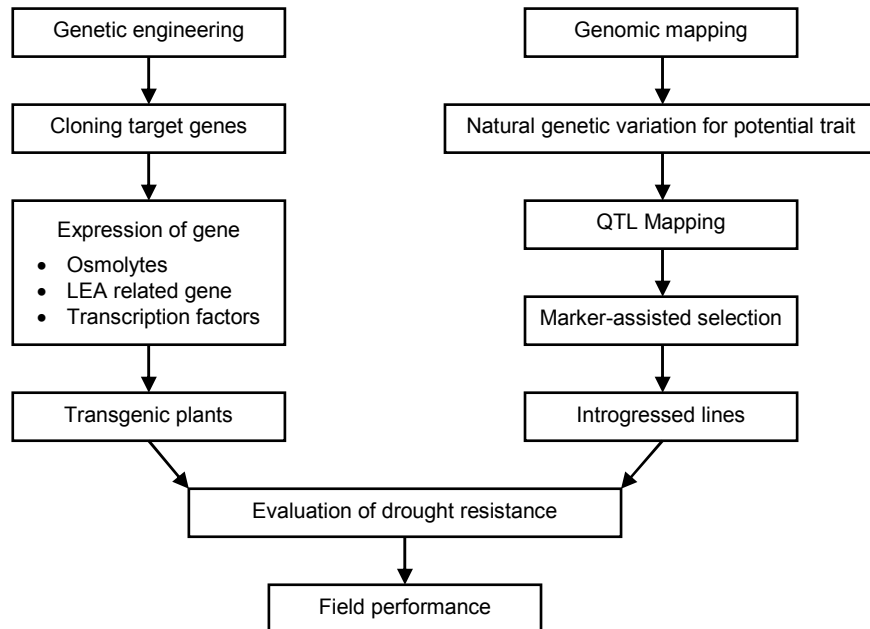 Genetic engineering
Genomic mapping
Cloning target genes
Natural genetic variation for potential trait
Expression of gene
• Osmolytes
• LEA related gene
• Transcription factors
QTL Mapping
Marker-assisted selection
Transgenic plants
Introgressed lines
Evaluation of drought resistance
Field performance